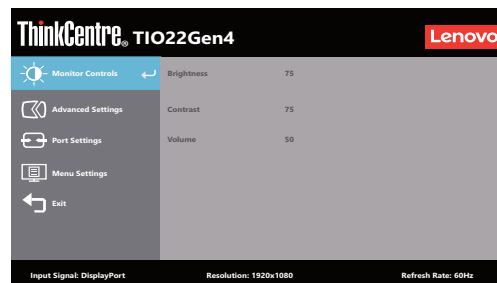 ThinkCentre® TIO22Gen4
Lenovo
Monitor Controls
Brightness 75
Advanced Settings
Contrast 75
Port Settings
Volume 50
Menu Settings
Exit
Input Signal: DisplayPort Resolution: 1920x1080 Refresh Rate: 60Hz